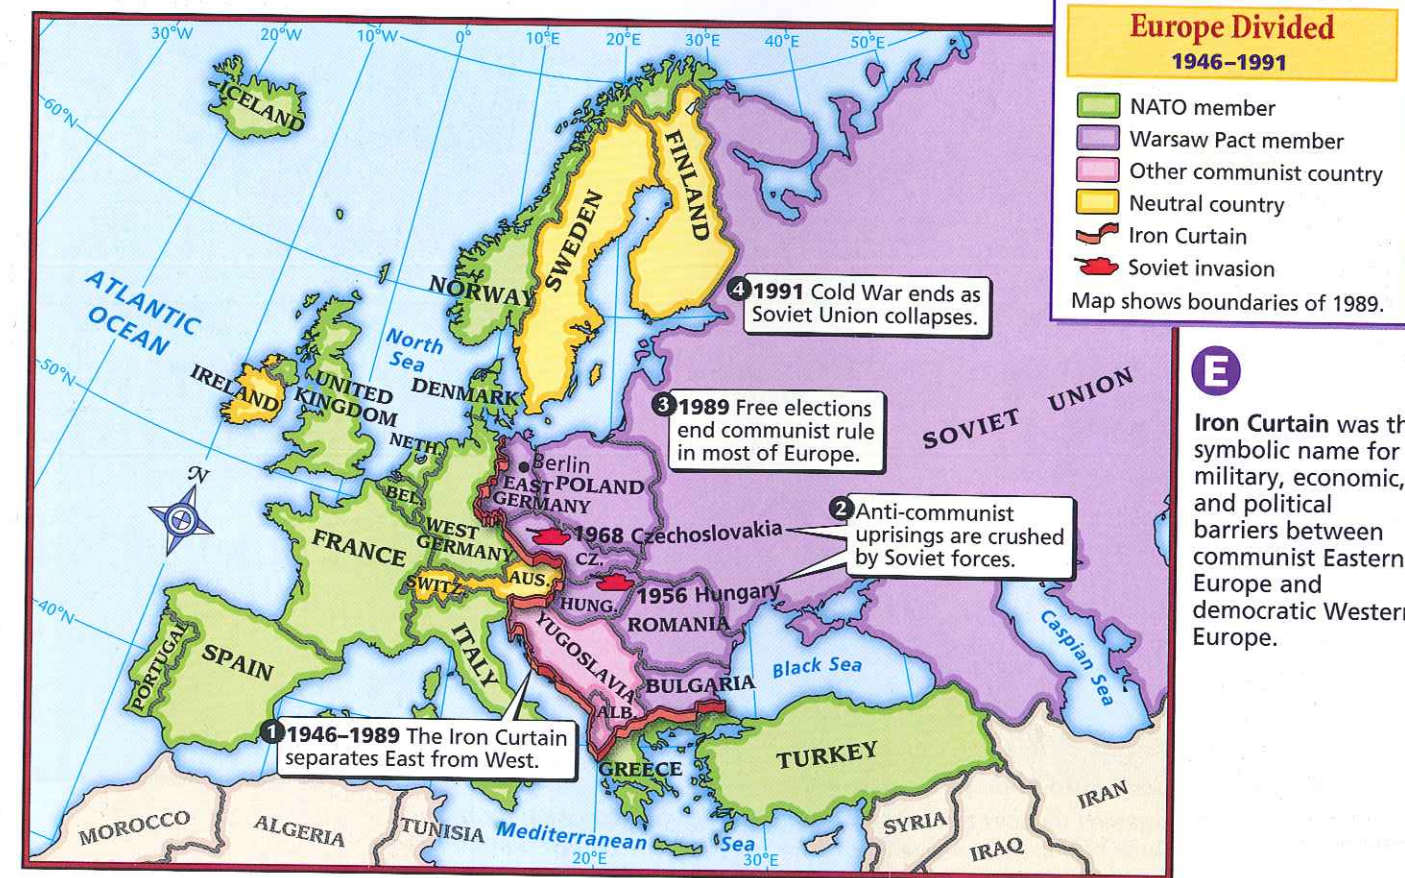 30°W
20°W
10°W
0°
10°E
20°E
30°E
40°E
50°E
Europe Divided
1946–1991
NATO member
Warsaw Pact member
Other communist country
Neutral country
Iron Curtain
Soviet invasion
Map shows boundaries of 1989.
60°N
50°N
40°N
ICELAND
FINLAND
SWEDEN
NORWAY
ATLANTIC
OCEAN
North
Sea
DENMARK
IRELAND
UNITED
KINGDOM
NETH.
BEL.
N
4 1991 Cold War ends as
Soviet Union collapses.
3 1989 Free elections
end communist rule
in most of Europe.
SOVIET UNION
Berlin
EAST
GERMANY
POLAND
WEST
GERMANY
FRANCE
1968 Czechoslovakia
CZ.
2 Anti-communist
uprisings are crushed
by Soviet forces.
SWITZ.
AUS.
HUNG.
1956 Hungary
ROMANIA
YUGOSLAVIA
ITALY
PORTUGAL
SPAIN
BULGARIA
ALB.
Black Sea
Caspian Sea
1 1946–1989 The Iron Curtain
separates East from West.
GREECE
TURKEY
MOROCCO
ALGERIA
TUNISIA
Mediterranean Sea
SYRIA
IRAQ
IRAN
20°E
30°E
E
Iron Curtain was th
symbolic name for
military, economic,
and political
barriers between
communist Eastern
Europe and
democratic Western
Europe.